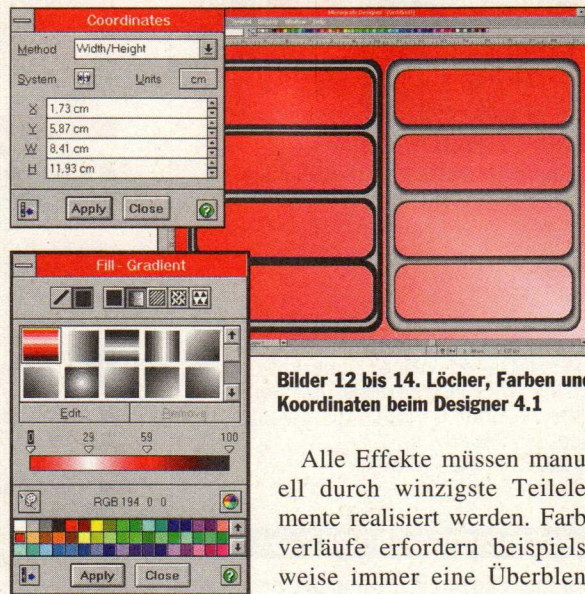 Coordinates
Method Width/Height
System Units cm
X 1,73 cm
Y 5,87 cm
W 8,41 cm
H 11,93 cm
Apply Close ?
Fill - Gradient
Edit... Remove
0 29 59 100
RGB 194 0 0
Apply Close ?
Bilder 12 bis 14. Löcher, Farben und
Koordinaten beim Designer 4.1
Alle Effekte müssen manu
ell durch winzigste Teilele
mente realisiert werden. Farb
verläufe erfordern beispiels
weise immer eine Überblen